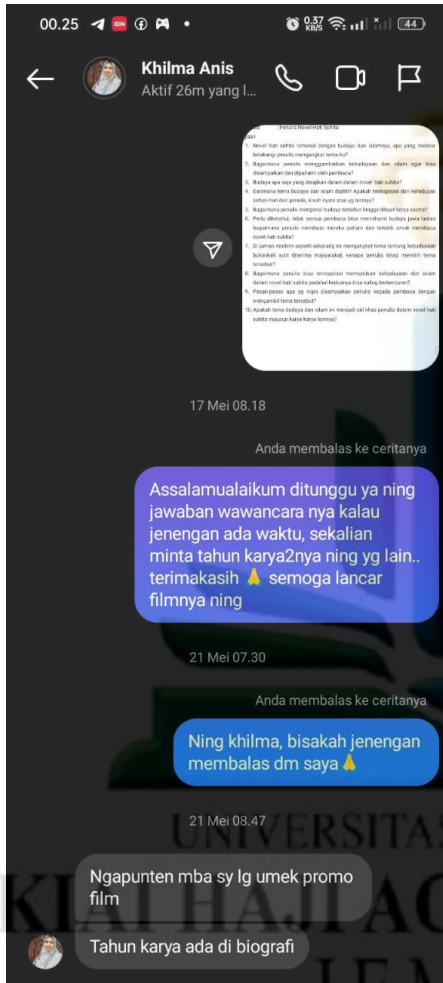 00.25
IDN
0.37
KB/S
44
Khilma Anis
Aktif 26m yang l...
: Penulis Novel Hati Suhita
1. Novel hati suhita terkenal dengan budaya dan islamnya, apa yang melatar
belakangi penulis mengangkat tema itu?
2. Bagaimana penulis menggambarkan kebudayaan dan islam agar bisa
disampaikan dan dipahami oleh pembaca?
3. Budaya apa saja yang disajikan dalam dalam novel hati suhita?
4. Darimana tema budaya dan islam digali? Apakah terinspirasi dari kehidupan
sehari-hari dari penulis, kisah nyata atau yg lainnya?
5. Bagaimana penulis mengenal budaya tersebut hingga dibuat karya sastra?
6. Perlu diketahui, tidak semua pembaca bisa memahami budaya jawa lantas
bagaimana penulis membuat mereka paham dan tertarik untuk membaca
novel hati suhita?
7. Di jaman modern seperti sekarang ini mengangkat tema tentang kebudayaan
bukankah sulit diterima masyarakat, kenapa penulis tetap memilih tema
tersebut?
8. Bagaimana penulis bisa terinspirasi memadukan kebudayaan dan islam
dalam novel hati suhita padahal keduanya bisa saling berbenturan?
9. Pesan-pesan apa yg ingin disampaikan penulis kepada pembaca dengan
mengambil tema tersebut?
10. Apakah tema budaya dan islam ini menjadi ciri khas penulis dalam novel hati
suhita maupun karya-karya lainnya?
17 Mei 08.18
Anda membalas ke ceritanya
Assalamualaikum ditunggu ya ning
jawaban wawancara nya kalau
jenengan ada waktu, sekalian
minta tahun karya2nya ning yg lain..
terimakasih 🙏 semoga lancar
filmnya ning
21 Mei 07.30
Anda membalas ke ceritanya
Ning khilma, bisakah jenengan
membalas dm saya🙏
21 Mei 08.47
UNIVERSITAS
KIAI HAJI AC
Ngapunten mba sy lg umek promo
film
Tahun karya ada di biografi